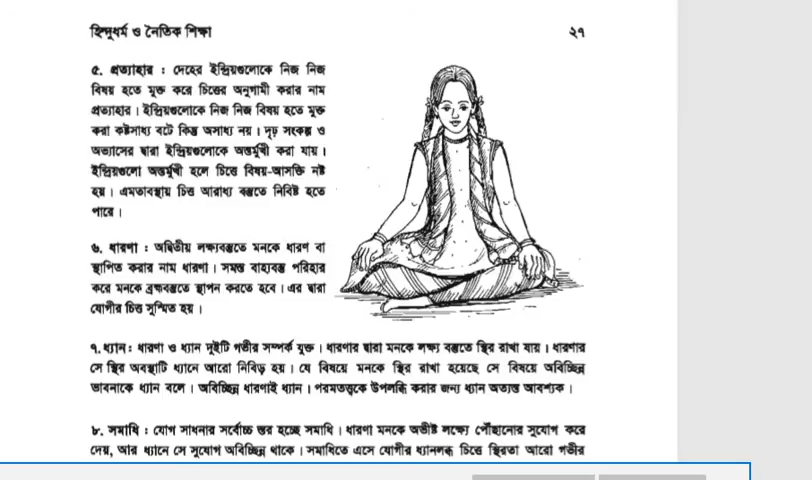 হিন্দুধর্ম ও নৈতিক শিক্ষা
২৭
৫. প্রত্যাহার : দেহের ইন্দ্রিয়গুলোকে নিজ নিজ
বিষয় হতে মুক্ত করে চিত্তের অনুগামী করার নাম
প্রত্যাহার। ইন্দ্রিয়গুলোকে নিজ নিজ বিষয় হতে মুক্ত
করা কষ্টসাধ্য বটে কিন্তু অসাধ্য নয়। দৃঢ় সংকল্প ও
অভ্যাসের দ্বারা ইন্দ্রিয়গুলোকে অন্তর্মুখী করা যায়।
ইন্দ্রিয়গুলো অন্তর্মুখী হলে চিত্তে বিষয়-আসক্তি নষ্ট
হয়। এমতাবস্থায় চিত্ত আরাধ্য বস্তুতে নিবিষ্ট হতে
পারে।
৬. ধারণা : অদ্বিতীয় লক্ষ্যবস্তুতে মনকে ধারণ বা
স্থাপিত করার নাম ধারণা। সমস্ত বাহ্যবস্তু পরিহার
করে মনকে ব্রহ্মবস্তুতে স্থাপন করতে হবে। এর দ্বারা
যোগীর চিত্ত সুস্মিত হয়।
৭. ধ্যান: ধারণা ও ধ্যান দুইটি গভীর সম্পর্ক যুক্ত। ধারণার দ্বারা মনকে লক্ষ্য বস্তুতে স্থির রাখা যায়। ধারণার
সে স্থির অবস্থাটি ধ্যানে আরো নিবিড় হয়। যে বিষয়ে মনকে স্থির রাখা হয়েছে সে বিষয়ে অবিচ্ছিন্ন
ভাবনাকে ধ্যান বলে। অবিচ্ছিন্ন ধারণাই ধ্যান। পরমতত্ত্বকে উপলব্ধি করার জন্য ধ্যান অত্যন্ত আবশ্যক।
৮. সমাধি : যোগ সাধনার সর্বোচ্চ স্তর হচ্ছে সমাধি। ধারণা মনকে অভীষ্ট লক্ষ্যে পৌঁছানোর সুযোগ করে
দেয়, আর ধ্যানে সে সুযোগ অবিচ্ছিন্ন থাকে। সমাধিতে এসে যোগীর ধ্যানলব্ধ চিত্তে স্থিরতা আরো গভীর